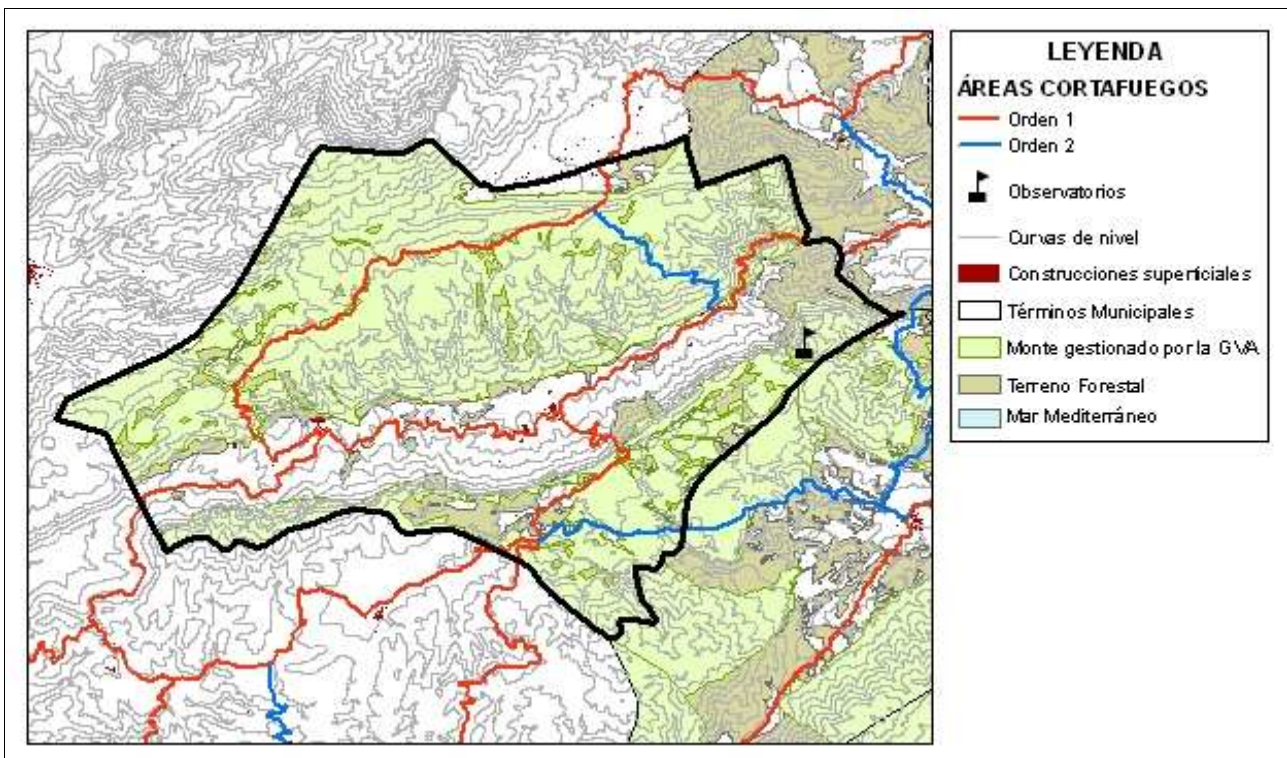 LEYENDA
ÁREAS CORTAFUEGOS
Orden 1
Orden 2
Observatorios
Curvas de nivel
Construcciones superficiales
Términos Municipales
Monte gestionado por la GVA
Terreno Forestal
Mar Mediterráneo